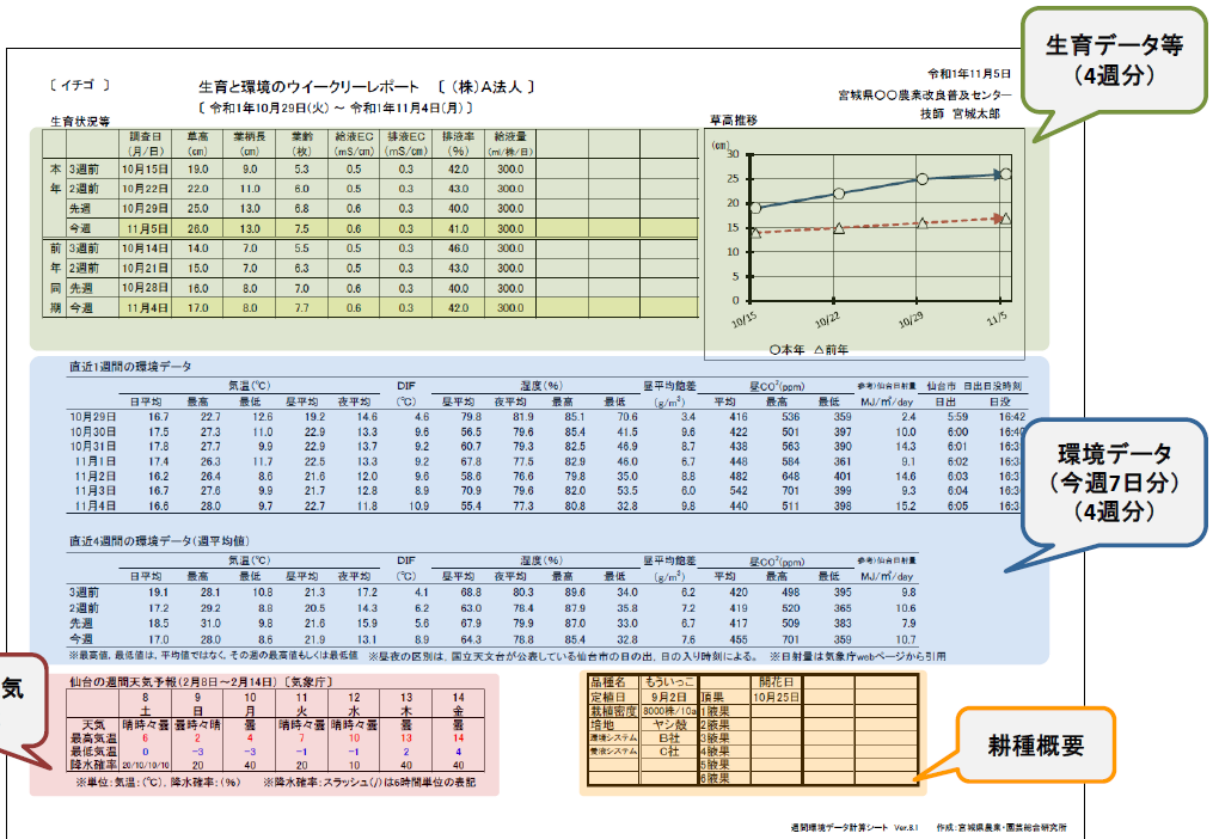 生育データ等
(4週分)
〔 イチゴ 〕
生育と環境のウイークリーレポート 〔 (株)A法人 〕
〔 令和1年10月29日(火) ~ 令和1年11月4日(月) 〕
令和1年11月5日
宮城県〇〇農業改良普及センター
技師 宮城太郎
生育状況等
調査日 草高 葉柄長 葉齢 給液EC 排液EC 排液率 給液量
(月/日) (㎝) (㎝) (枚) (mS/㎝) (mS/㎝) (%) (ml/株/日)
本 3週前 10月15日 19.0 9.0 5.3 0.5 0.3 42.0 300.0
年 2週前 10月22日 22.0 11.0 6.0 0.5 0.3 43.0 300.0
先週 10月29日 25.0 13.0 6.8 0.6 0.3 40.0 300.0
今週 11月5日 26.0 13.0 7.5 0.6 0.3 41.0 300.0
前 3週前 10月14日 14.0 7.0 5.5 0.5 0.3 46.0 300.0
年 2週前 10月21日 15.0 7.0 6.3 0.5 0.3 43.0 300.0
同 先週 10月28日 16.0 8.0 7.0 0.6 0.3 40.0 300.0
期 今週 11月4日 17.0 8.0 7.7 0.6 0.3 42.0 300.0
草高推移
(㎝)
30
25
20
15
10
5
0
10/15 10/22 10/29 11/5
○本年 △前年
直近1週間の環境データ
気温(℃) DIF 湿度(%) 昼平均飽差 昼CO²(ppm) 参考)仙台日射量 仙台市 日出日没時刻
日平均 最高 最低 昼平均 夜平均 (℃) 昼平均 夜平均 最高 最低 (g/m³) 平均 最高 最低 MJ/㎡/day 日出 日没
10月29日 16.7 22.7 12.6 19.2 14.6 4.6 79.8 81.9 85.1 70.6 3.4 416 536 359 2.4 5:59 16:42
10月30日 17.5 27.3 11.0 22.9 13.3 9.6 56.5 79.6 85.4 41.5 9.6 422 501 397 10.0 6:00 16:40
10月31日 17.8 27.7 9.9 22.9 13.7 9.2 60.7 79.3 82.5 46.9 8.7 438 563 390 14.3 6:01 16:3
11月1日 17.4 26.3 11.7 22.5 13.3 9.2 67.8 77.5 82.9 46.0 6.7 448 584 361 9.1 6:02 16:3
11月2日 16.2 26.4 8.6 21.6 12.0 9.6 58.6 76.6 79.8 35.0 8.8 482 648 401 14.6 6:03 16:3
11月3日 16.7 27.6 9.9 21.7 12.8 8.9 70.9 79.6 82.0 53.5 6.0 542 701 399 9.3 6:04 16:3
11月4日 16.6 28.0 9.7 22.7 11.8 10.9 55.4 77.3 80.8 32.8 9.8 440 511 398 15.2 6:05 16:3
環境データ
(今週7日分)
(4週分)
直近4週間の環境データ(週平均値)
気温(℃) DIF 湿度(%) 昼平均飽差 昼CO²(ppm) 参考)仙台日射量
日平均 最高 最低 昼平均 夜平均 (℃) 昼平均 夜平均 最高 最低 (g/m³) 平均 最高 最低 MJ/㎡/day
3週前 19.1 28.1 10.8 21.3 17.2 4.1 68.8 80.3 89.6 34.0 6.2 420 498 395 9.8
2週前 17.2 29.2 8.8 20.5 14.3 6.2 63.0 78.4 87.9 35.8 7.2 419 520 365 10.6
先週 18.5 31.0 9.8 21.6 15.9 5.6 67.9 79.9 87.0 33.0 6.7 417 509 383 7.9
今週 17.0 28.0 8.6 21.9 13.1 8.9 64.3 78.8 85.4 32.8 7.6 455 701 359 10.7
※最高値、最低値は、平均値ではなく、その週の最高値もしくは最低値 ※昼夜の区別は、国立天文台が公表している仙台市の日の出、日の入り時刻による。 ※日射量は気象庁webページから引用
気
仙台の週間天気予報(2月8日~2月14日) 〔気象庁〕
8 9 10 11 12 13 14
土 日 月 火 水 木 金
天気 晴時々曇 曇時々晴 曇 晴時々曇 晴時々曇 曇 曇
最高気温 6 2 4 7 10 13 14
最低気温 0 -3 -3 -1 -1 2 4
降水確率 20/10/10/10 20 40 20 10 40 40
※単位:気温:(℃)、降水確率:(%) ※降水確率:スラッシュ(/)は6時間単位の表記
品種名 もういっこ 開花日
定植日 9月2日 頂果 10月25日
栽植密度 8000株/10a 1腋果
培地 ヤシ殻 2腋果
環境システム B社 3腋果
養液システム C社 4腋果
5腋果
6腋果
耕種概要
週間環境データ計算シート Ver.8.1 作成:宮城県農業・園芸総合研究所